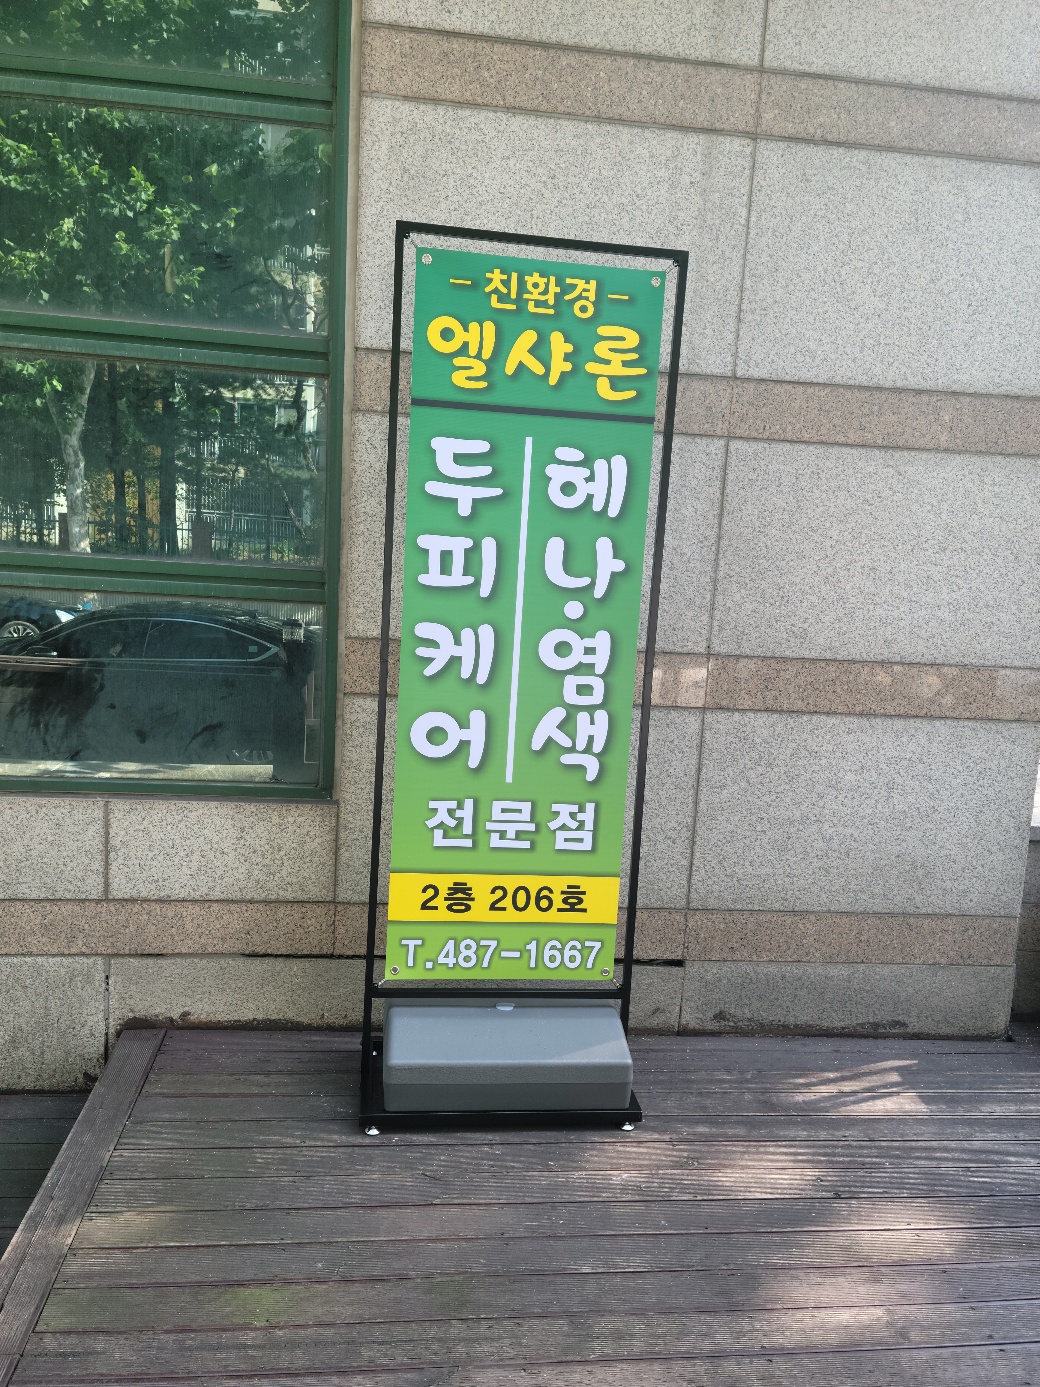 -친환경-
엘샤론
두피케어
헤나·염색
전문점
2층 206호
T.487-1667